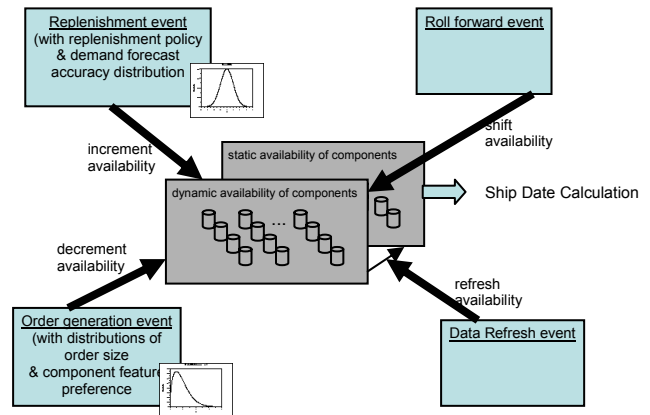 Replenishment event
(with replenishment policy
& demand forecast
accuracy distribution
Roll forward event
increment
availability
shift
availability
static availability of components
dynamic availability of components
...
Ship Date Calculation
decrement
availability
refresh
availability
Order generation event
(with distributions of
order size
& component feature
preference
Data Refresh event